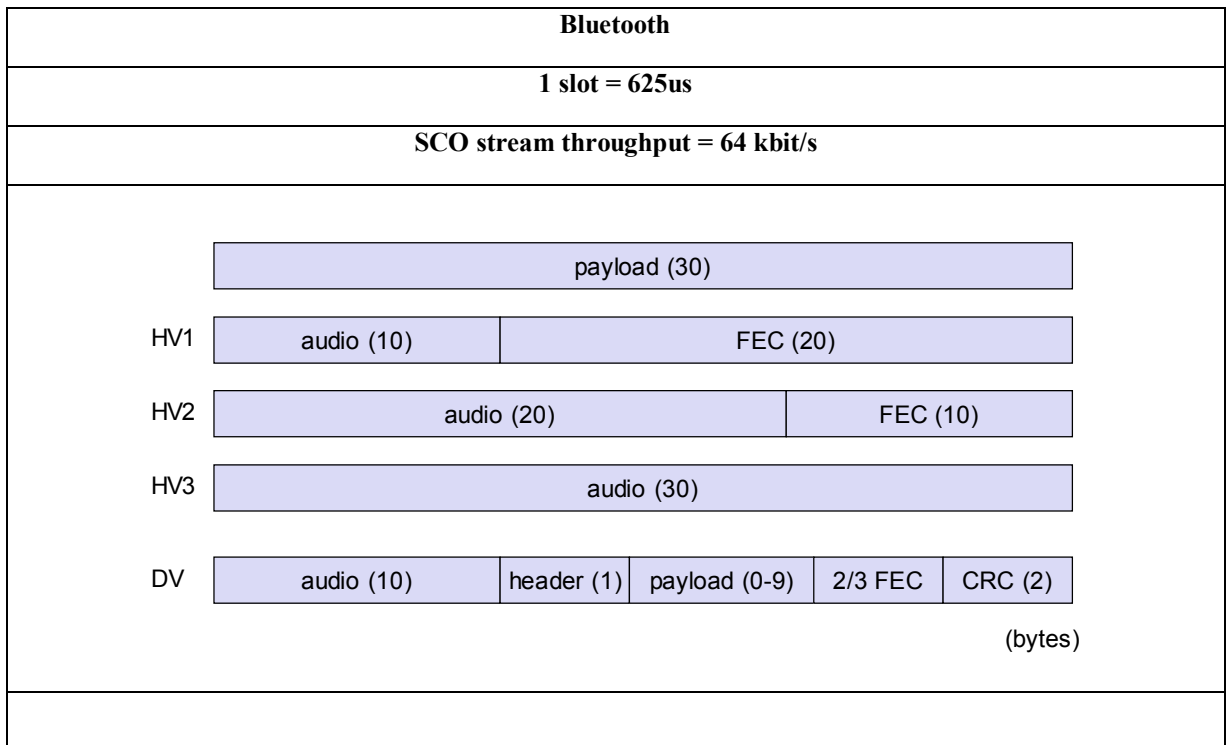 Bluetooth
1 slot = 625us
SCO stream throughput = 64 kbit/s
payload (30)
HV1 audio (10) FEC (20)
HV2 audio (20) FEC (10)
HV3 audio (30)
DV audio (10) header (1) payload (0-9) 2/3 FEC CRC (2)
(bytes)